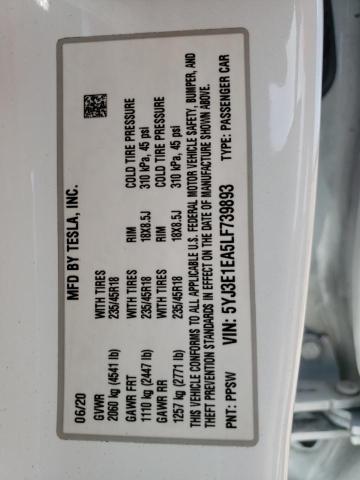 MFD BY TESLA, INC.
06/20
GVWR WITH TIRES RIM COLD TIRE PRESSURE
2060 kg (4541 lb) 235/45R18
GAWR FRT WITH TIRES RIM COLD TIRE PRESSURE
1110 kg (2447 lb) 235/45R18 18X8.5J 310 kPa, 45 psi
GAWR RR WITH TIRES RIM COLD TIRE PRESSURE
1257 kg (2771 lb) 235/45R18 18X8.5J 310 kPa, 45 psi
THIS VEHICLE CONFORMS TO ALL APPLICABLE U.S. FEDERAL MOTOR VEHICLE SAFETY, BUMPER, AND
THEFT PREVENTION STANDARDS IN EFFECT ON THE DATE OF MANUFACTURE SHOWN ABOVE.
VIN: 5YJ3E1EA5LF739893
PNT: PPSW TYPE: PASSENGER CAR